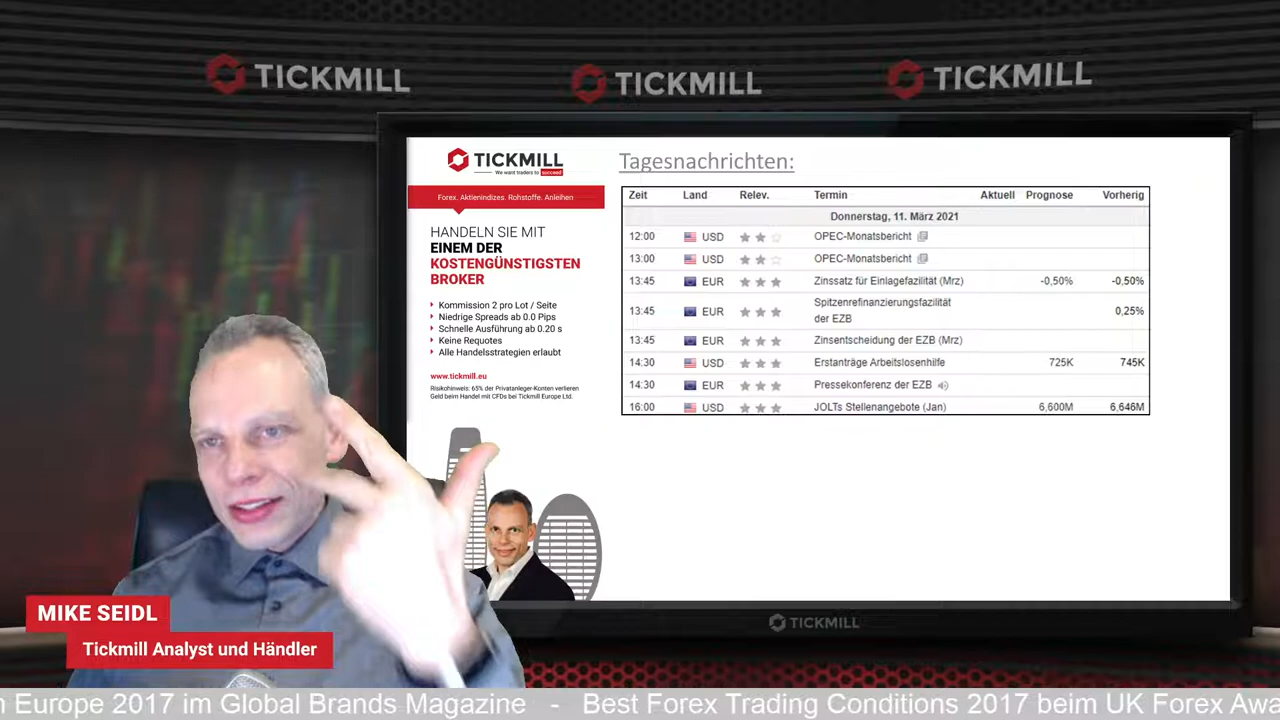 TICKMILL
TICKMILL
TICKMILL
TICKMILL
We want traders to succeed
Forex. Aktienindizes. Rohstoffe. Anleihen
HANDELN SIE MIT
EINEM DER
KOSTENGÜNSTIGSTEN
BROKER
Kommission 2 pro Lot / Seite
Niedrige Spreads ab 0.0 Pips
Schnelle Ausführung ab 0.20 s
Keine Requotes
Alle Handelsstrategien erlaubt
www.tickmill.eu
Risikohinweis: 65% der Privatanleger-Konten verlieren
Geld beim Handel mit CFDs bei Tickmill Europe Ltd.
Tagesnachrichten:
Zeit Land Relev. Termin Aktuell Prognose Vorherig
Donnerstag, 11. März 2021
12:00 USD OPEC-Monatsbericht
13:00 USD OPEC-Monatsbericht
13:45 EUR Zinssatz für Einlagefazilität (Mrz) -0,50% -0,50%
13:45 EUR Spitzenrefinanzierungsfazilität
der EZB 0,25%
13:45 EUR Zinsentscheidung der EZB (Mrz)
14:30 USD Erstanträge Arbeitslosenhilfe 725K 745K
14:30 EUR Pressekonferenz der EZB
16:00 USD JOLTs Stellenangebote (Jan) 6,600M 6,646M
TICKMILL
MIKE SEIDL
Tickmill Analyst und Händler
n Europe 2017 im Global Brands Magazine - Best Forex Trading Conditions 2017 beim UK Forex Awa